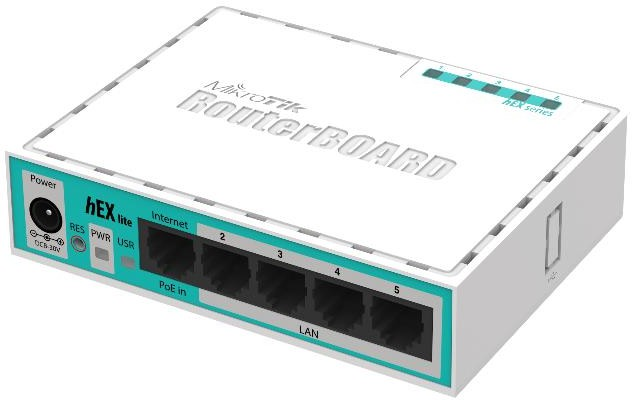 1 2 3 4 5
hEX series
MikroTik
RouterBOARD
Power
DC8-30V
RES
PWR
hEX lite
USR
Internet
PoE in
2 3 4 5
LAN